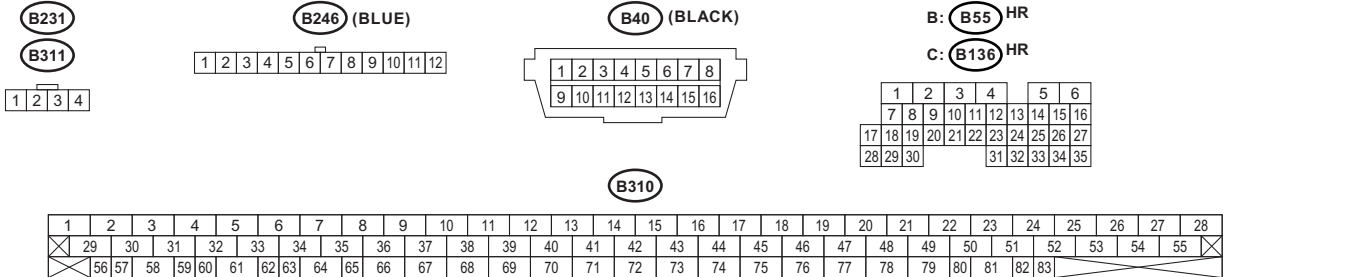 B231
B311
1 2 3 4
B246 (BLUE)
1 2 3 4 5 6 7 8 9 10 11 12
B40 (BLACK)
1 2 3 4 5 6 7 8
9 10 11 12 13 14 15 16
B: B55 HR
C: B136 HR
1 2 3 4 5 6
7 8 9 10 11 12 13 14 15 16
17 18 19 20 21 22 23 24 25 26 27
28 29 30 31 32 33 34 35
B310
1 2 3 4 5 6 7 8 9 10 11 12 13 14 15 16 17 18 19 20 21 22 23 24 25 26 27 28
29 30 31 32 33 34 35 36 37 38 39 40 41 42 43 44 45 46 47 48 49 50 51 52 53 54 55
56 57 58 59 60 61 62 63 64 65 66 67 68 69 70 71 72 73 74 75 76 77 78 79 80 81 82 83